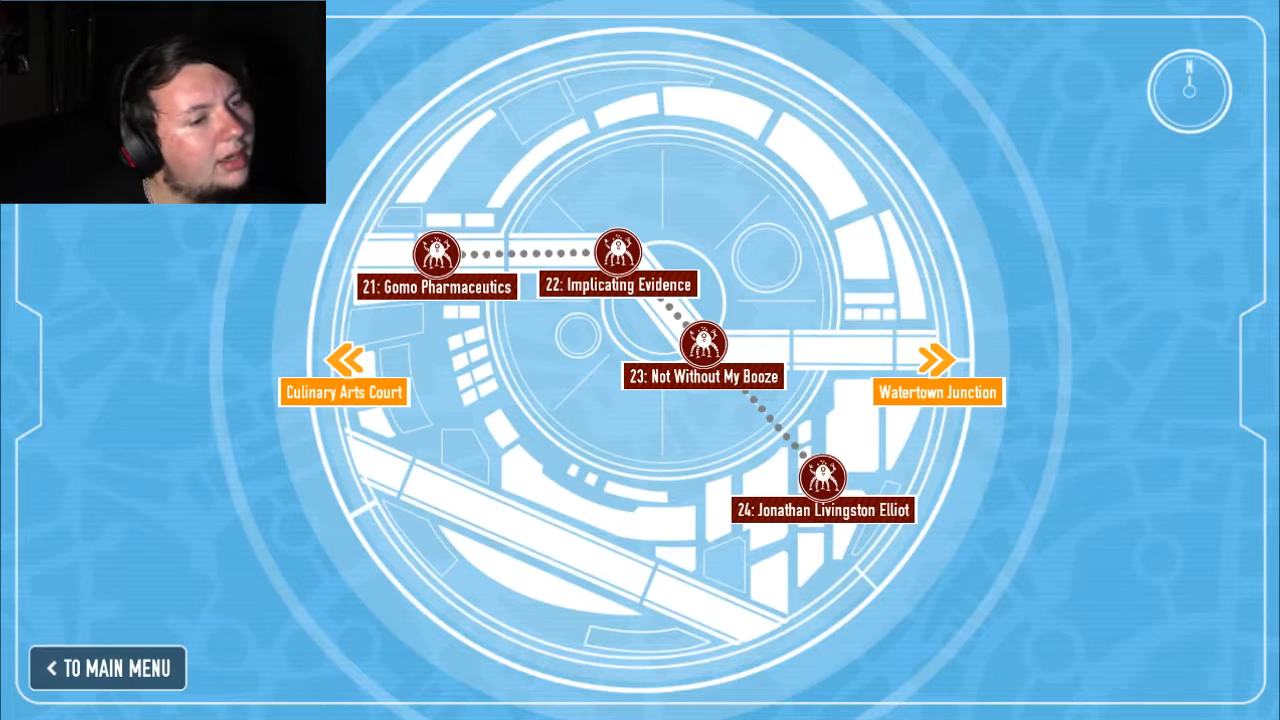 N
21: Gomo Pharmaceutics
22: Implicating Evidence
23: Not Without My Booze
Culinary Arts Court
Watertown Junction
24: Jonathan Livingston Elliot
< TO MAIN MENU